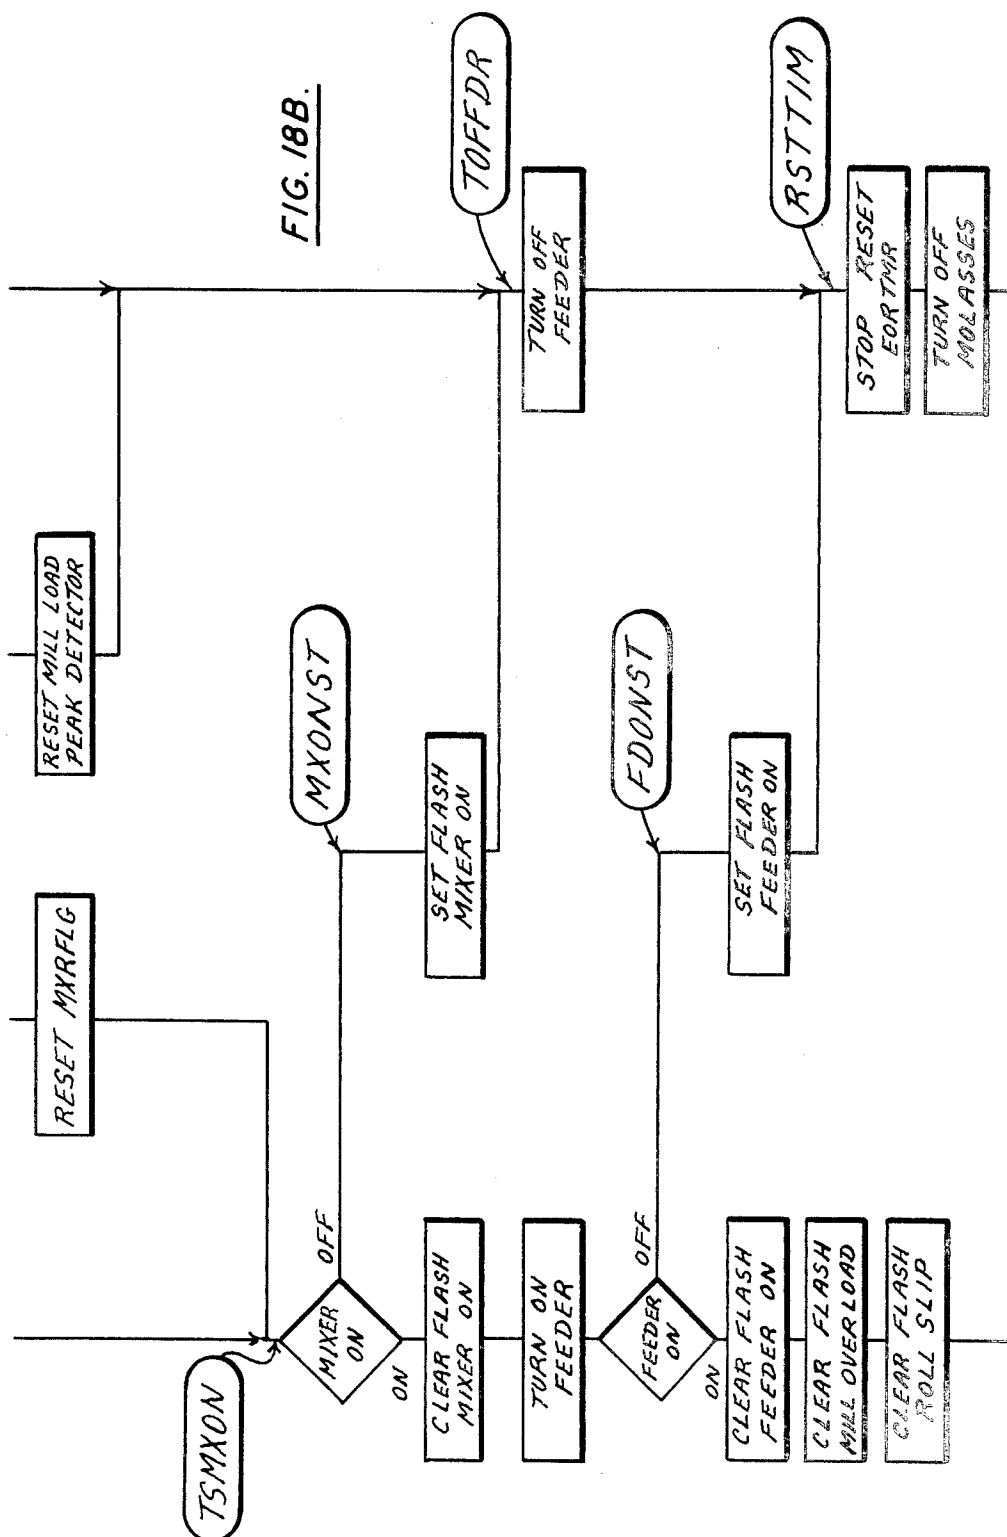 FIG. 18B.
RESET MXRFLG
RESET MILL LOAD
PEAK DETECTOR
TSMXON
MIXER
ON
OFF
ON
MXONST
CLEAR FLASH
MIXER ON
SET FLASH
MIXER ON
TOFFDR
TURN ON
FEEDER
TURN OFF
FEEDER
FEEDER
ON
OFF
ON
FDONST
CLEAR FLASH
FEEDER ON
SET FLASH
FEEDER ON
RSTTIM
CLEAR FLASH
MILL OVERLOAD
STOP RESET
EORTMR
CLEAR FLASH
ROLL SLIP
TURN OFF
MOLASSES